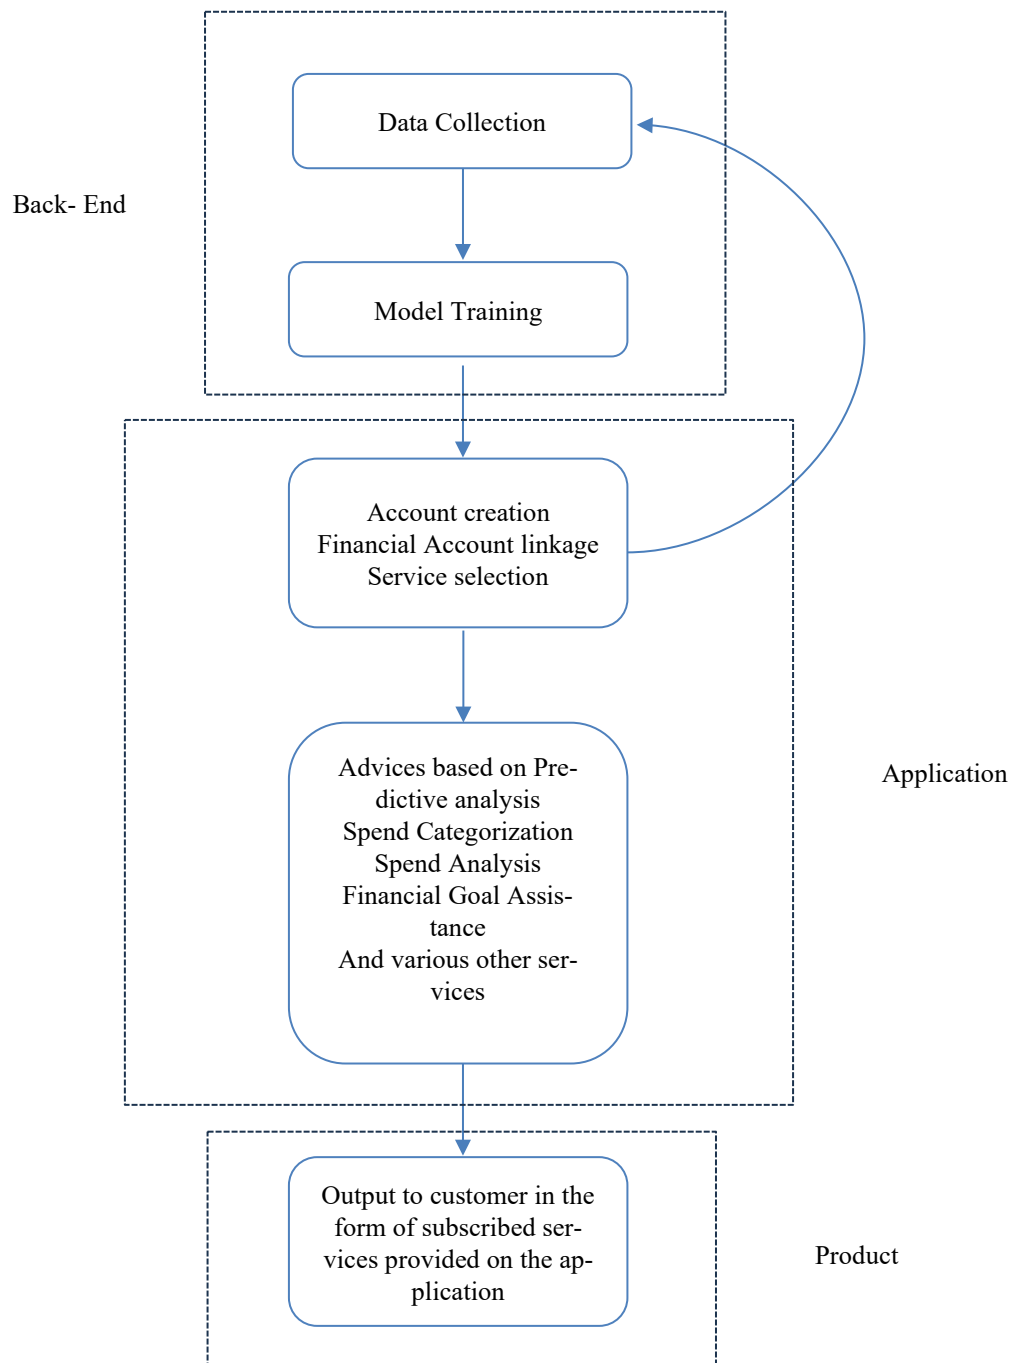 Data Collection
Back- End
Model Training
Account creation
Financial Account linkage
Service selection
Advices based on Pre-
dictive analysis
Spend Categorization
Spend Analysis
Financial Goal Assis-
tance
And various other ser-
vices
Application
Output to customer in the
form of subscribed ser-
vices provided on the ap-
plication
Product